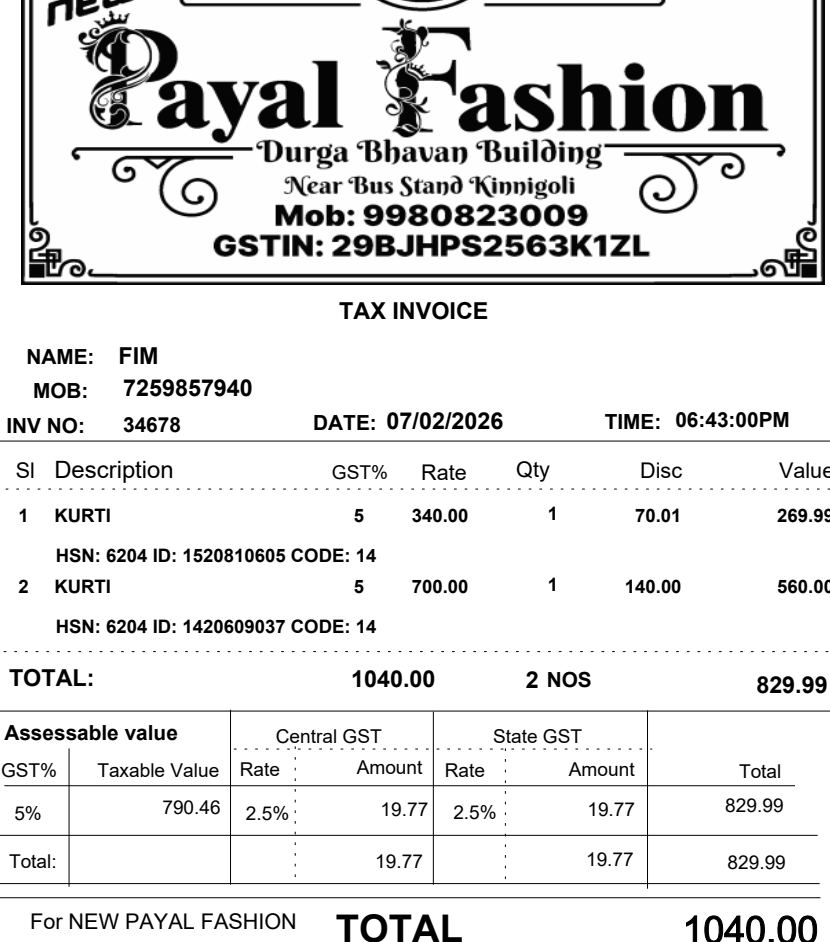 new
Payal Fashion
Durga Bhavan Building
Near Bus Stand Kinnigoli
Mob: 9980823009
GSTIN: 29BJHPS2563K1ZL
TAX INVOICE
NAME: FIM
MOB: 7259857940
INV NO: 34678 DATE: 07/02/2026 TIME: 06:43:00PM
Sl Description GST% Rate Qty Disc Value
1 KURTI 5 340.00 1 70.01 269.99
HSN: 6204 ID: 1520810605 CODE: 14
2 KURTI 5 700.00 1 140.00 560.00
HSN: 6204 ID: 1420609037 CODE: 14
TOTAL: 1040.00 2 NOS 829.99
Assessable value Central GST State GST
GST% Taxable Value Rate Amount Rate Amount Total
5% 790.46 2.5% 19.77 2.5% 19.77 829.99
Total: 19.77 19.77 829.99
For NEW PAYAL FASHION TOTAL 1040.00